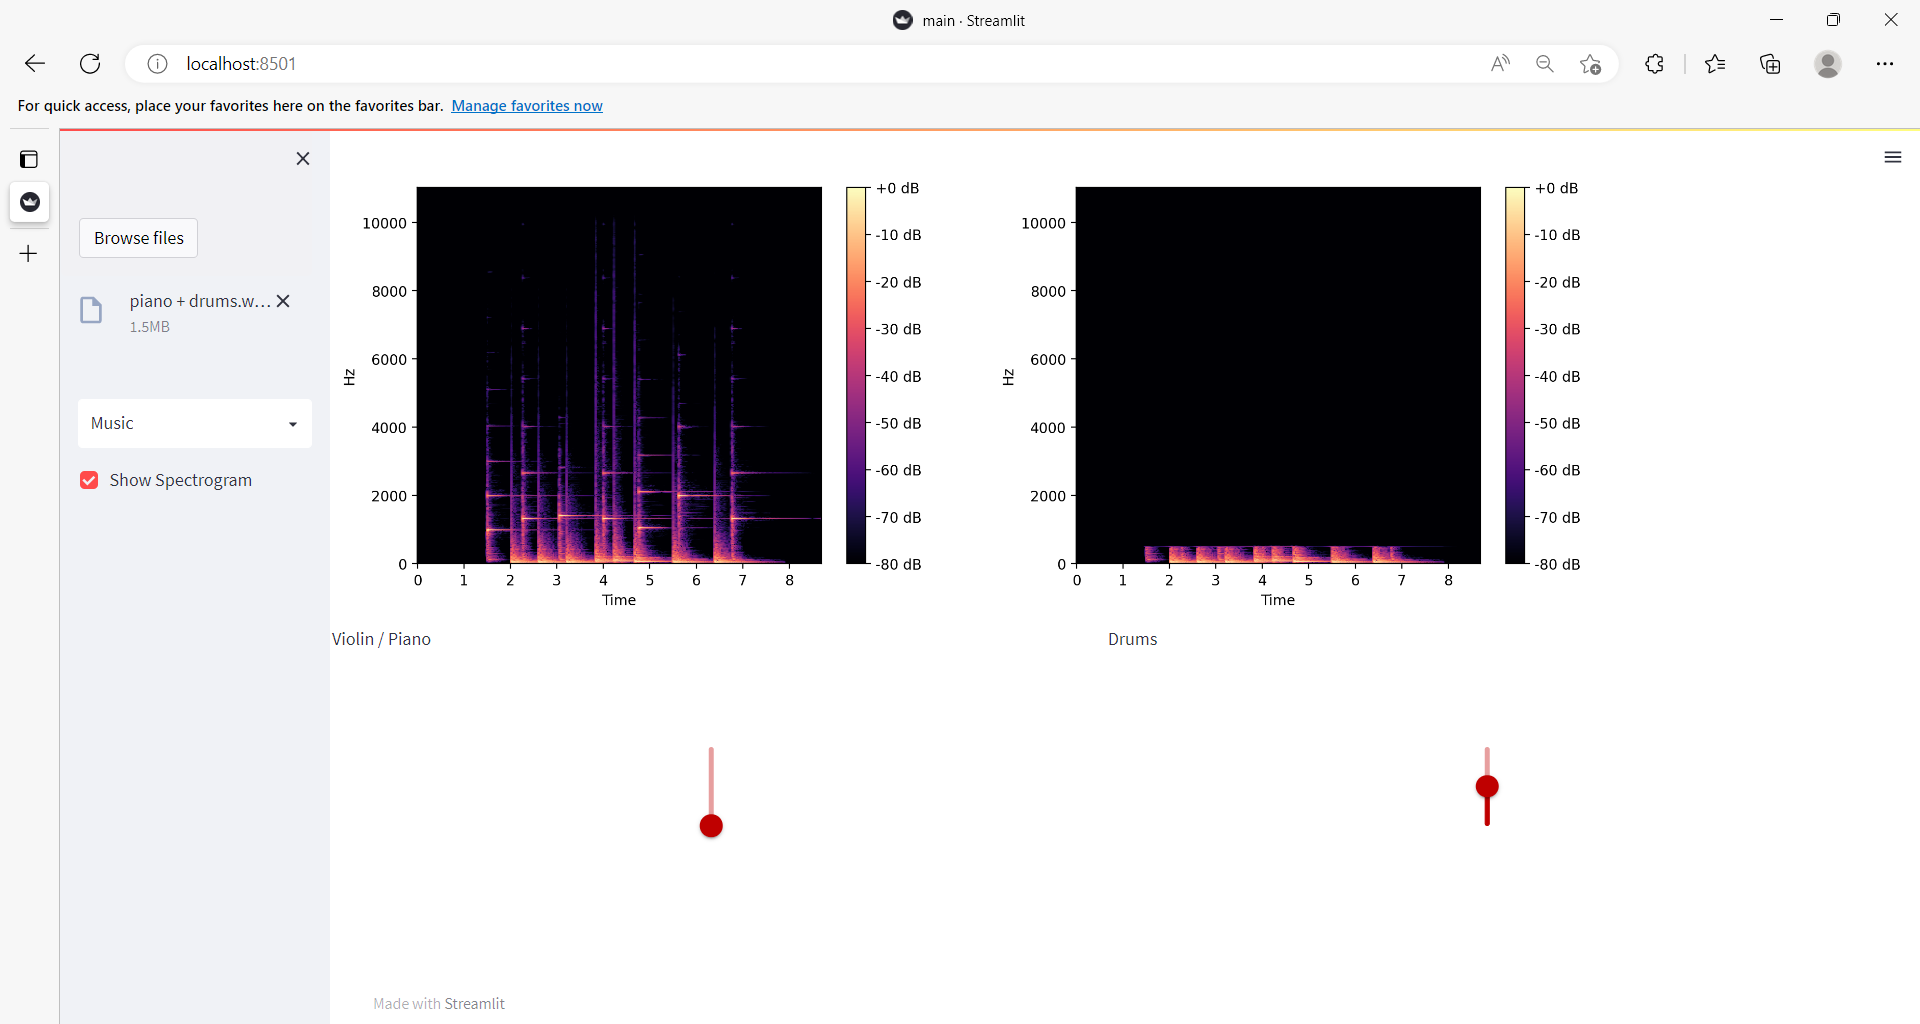 main · Streamlit
localhost:8501
For quick access, place your favorites here on the favorites bar. Manage favorites now
Browse files
piano + drums.w...
1.5MB
Music
Show Spectrogram
10000
8000
6000
4000
2000
0
Hz
0 1 2 3 4 5 6 7 8
Time
+0 dB
-10 dB
-20 dB
-30 dB
-40 dB
-50 dB
-60 dB
-70 dB
-80 dB
10000
8000
6000
4000
2000
0
Hz
0 1 2 3 4 5 6 7 8
Time
+0 dB
-10 dB
-20 dB
-30 dB
-40 dB
-50 dB
-60 dB
-70 dB
-80 dB
Violin / Piano
Drums
Made with Streamlit